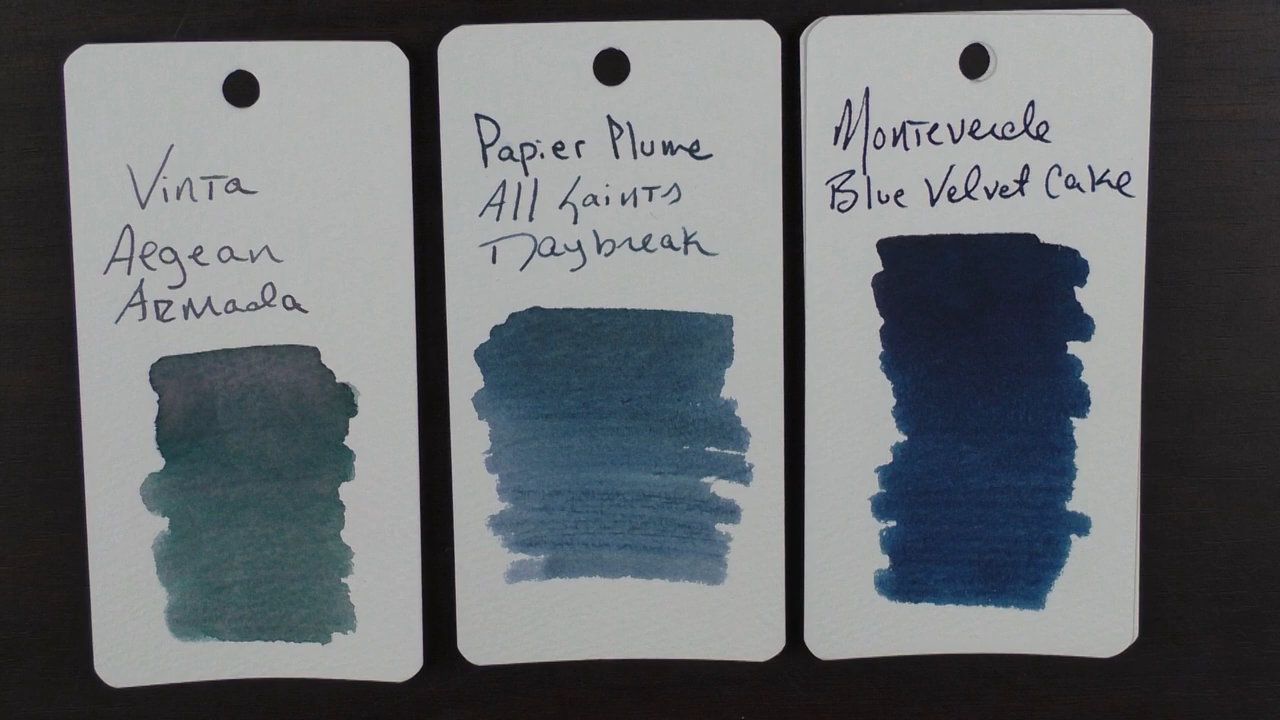 Vinta
Aegean
Armada
Papier Plume
All Saints
Daybreak
Monteverde
Blue Velvet Cake